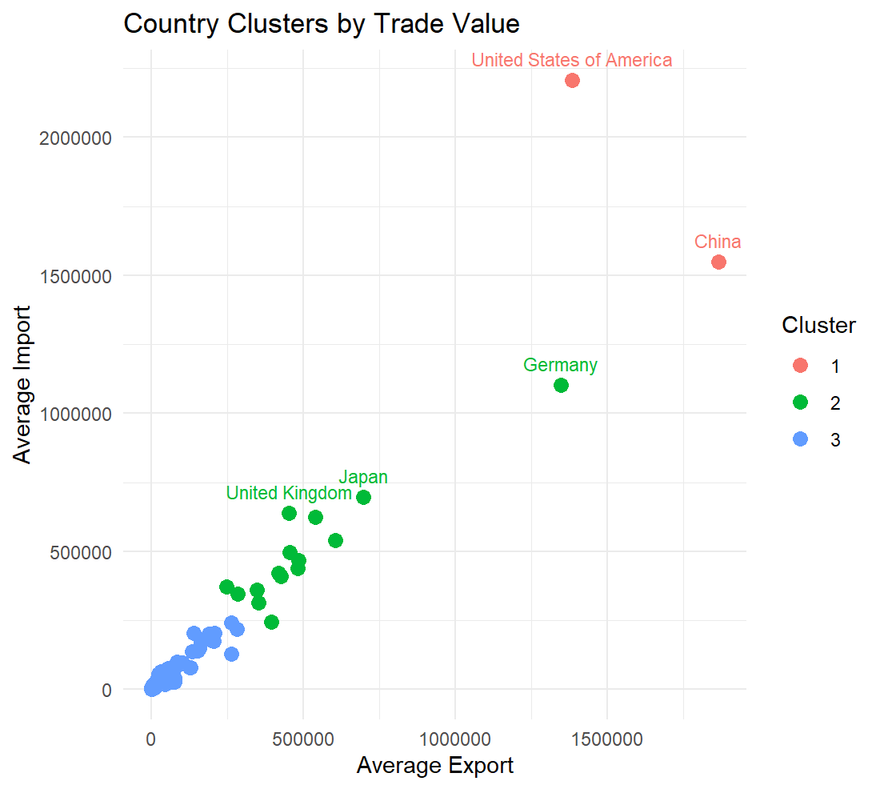 Country Clusters by Trade Value
United States of America
2000000
China
1500000
Germany
1000000
Japan
United Kingdom
500000
0
Average Import
0 500000 1000000 1500000
Average Export
Cluster
1
2
3